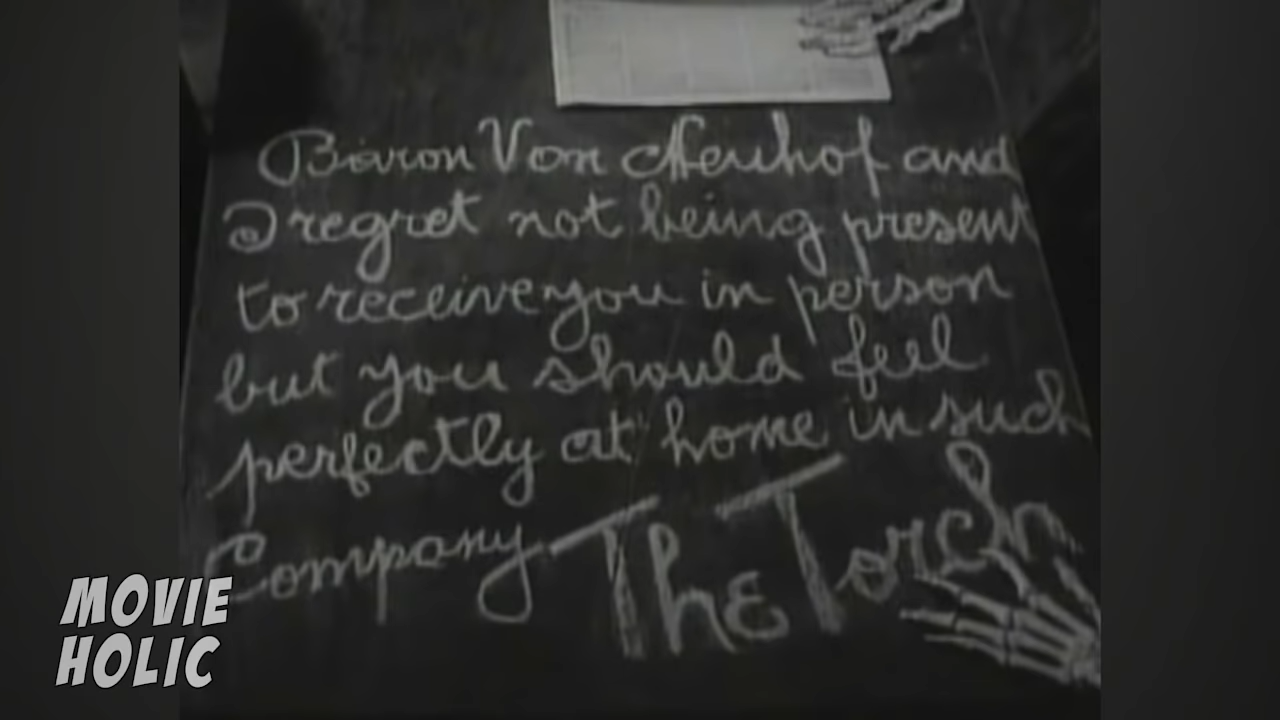 Baron Von Neuhof and
I regret not being present
to receive you in person
but you should feel
perfectly at home in such
Company The Torch
MOVIE
HOLIC